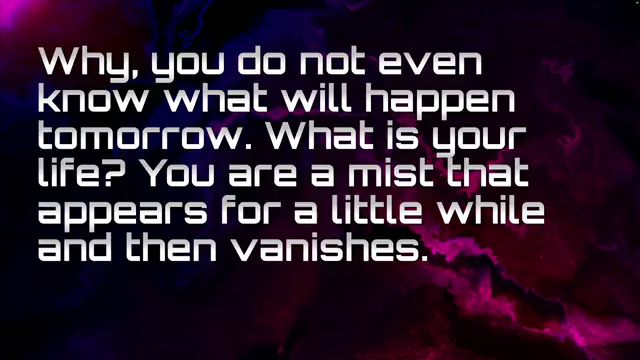 Why, you do not even
know what will happen
tomorrow. What is your
life? You are a mist that
appears for a little while
and then vanishes.